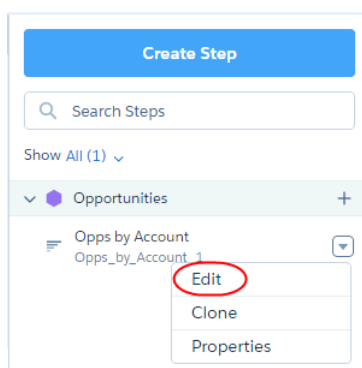 Create Step
Search Steps
Show All (1)
Opportunities
Opps by Account
Opps_by_Account_1
Edit
Clone
Properties